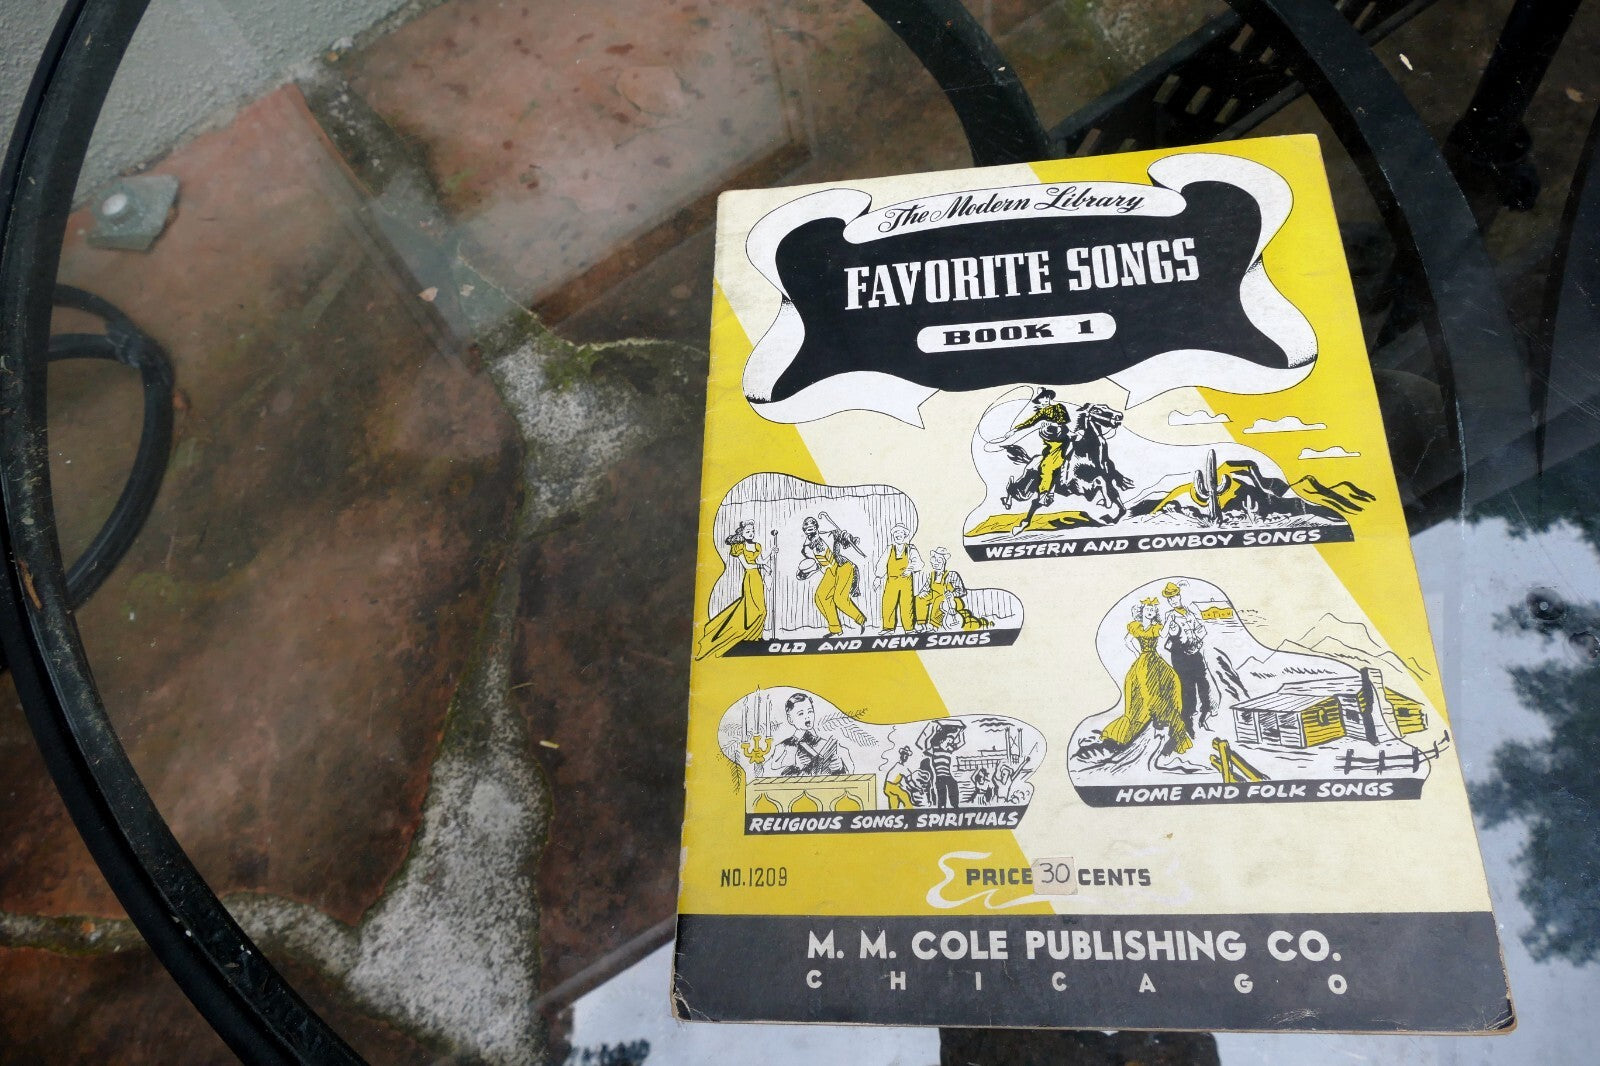 The Modern Library
FAVORITE SONGS
BOOK 1
WESTERN AND COWBOY SONGS
OLD AND NEW SONGS
HOME AND FOLK SONGS
RELIGIOUS SONGS, SPIRITUALS
NO.1209
PRICE 30 CENTS
M. M. COLE PUBLISHING CO.
CHICAGO